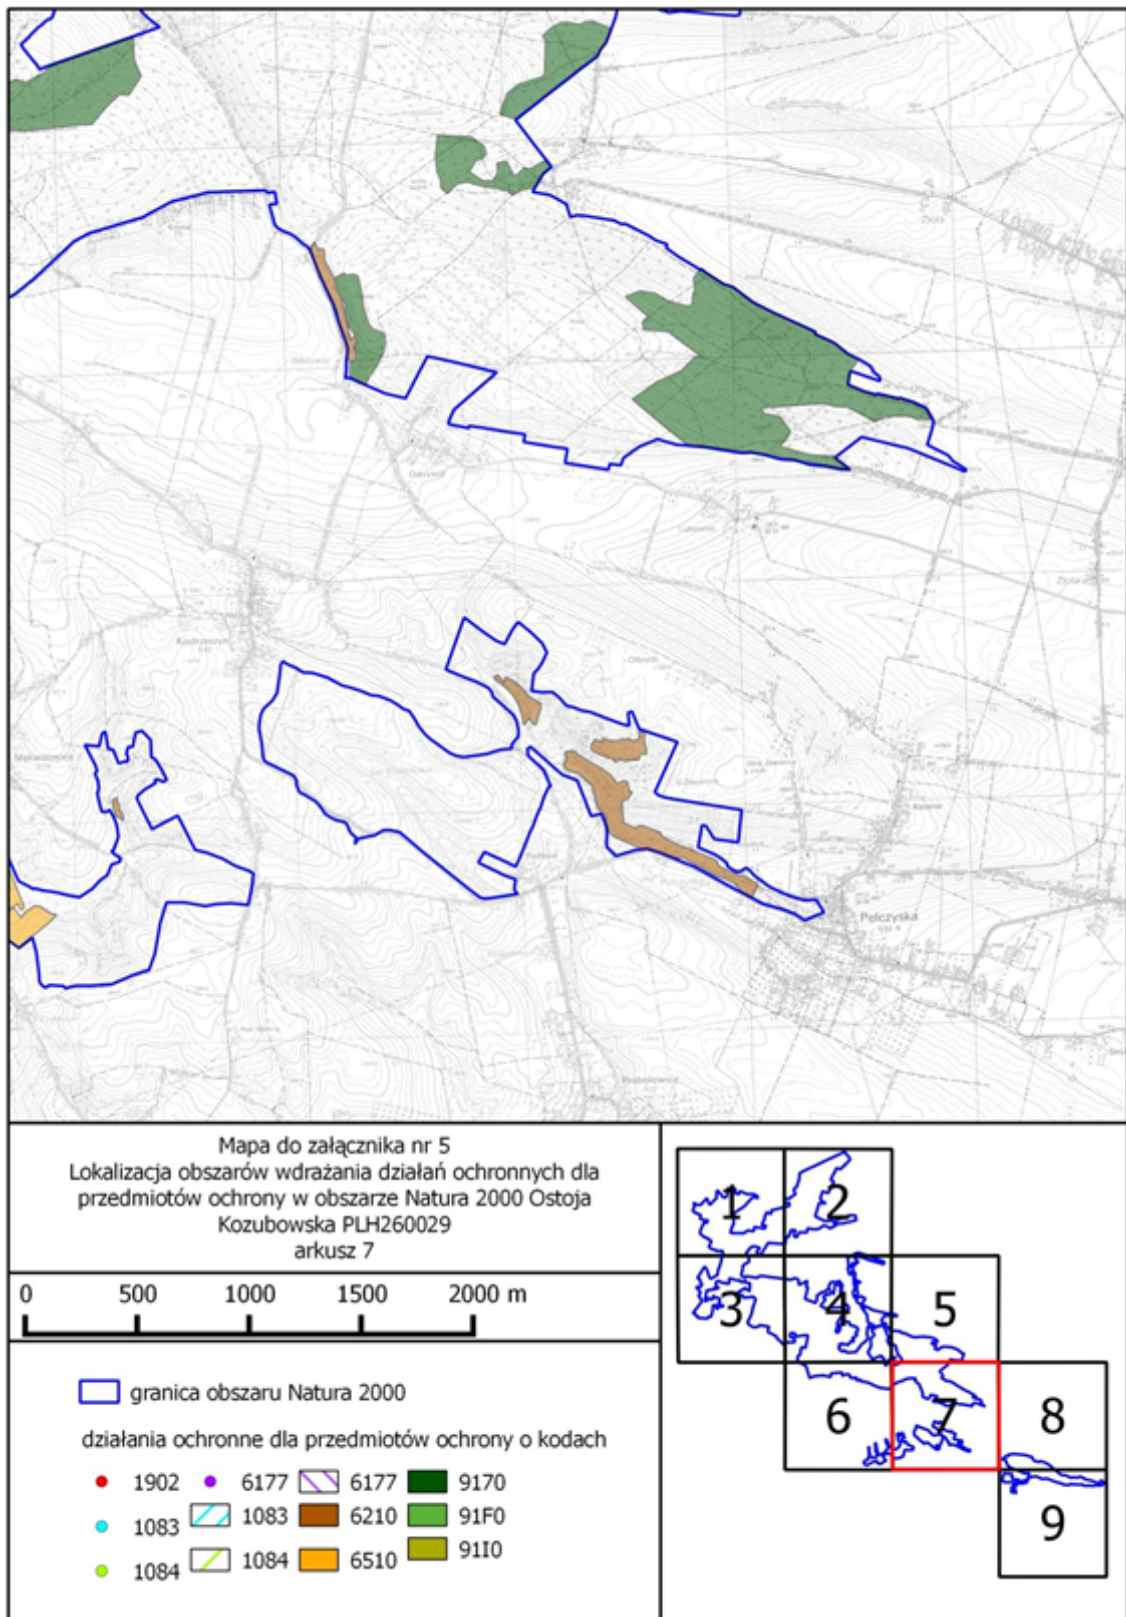 Pełczyska
Mapa do załącznika nr 5
Lokalizacja obszarów wdrażania działań ochronnych dla
przedmiotów ochrony w obszarze Natura 2000 Ostoja
Kozubowska PLH260029
arkusz 7
0 500 1000 1500 2000 m
granica obszaru Natura 2000
działania ochronne dla przedmiotów ochrony o kodach
1902 6177 6177 9170
1083 1083 6210 91F0
1084 1084 6510 91I0
1 2
3 4 5
6 7 8
9